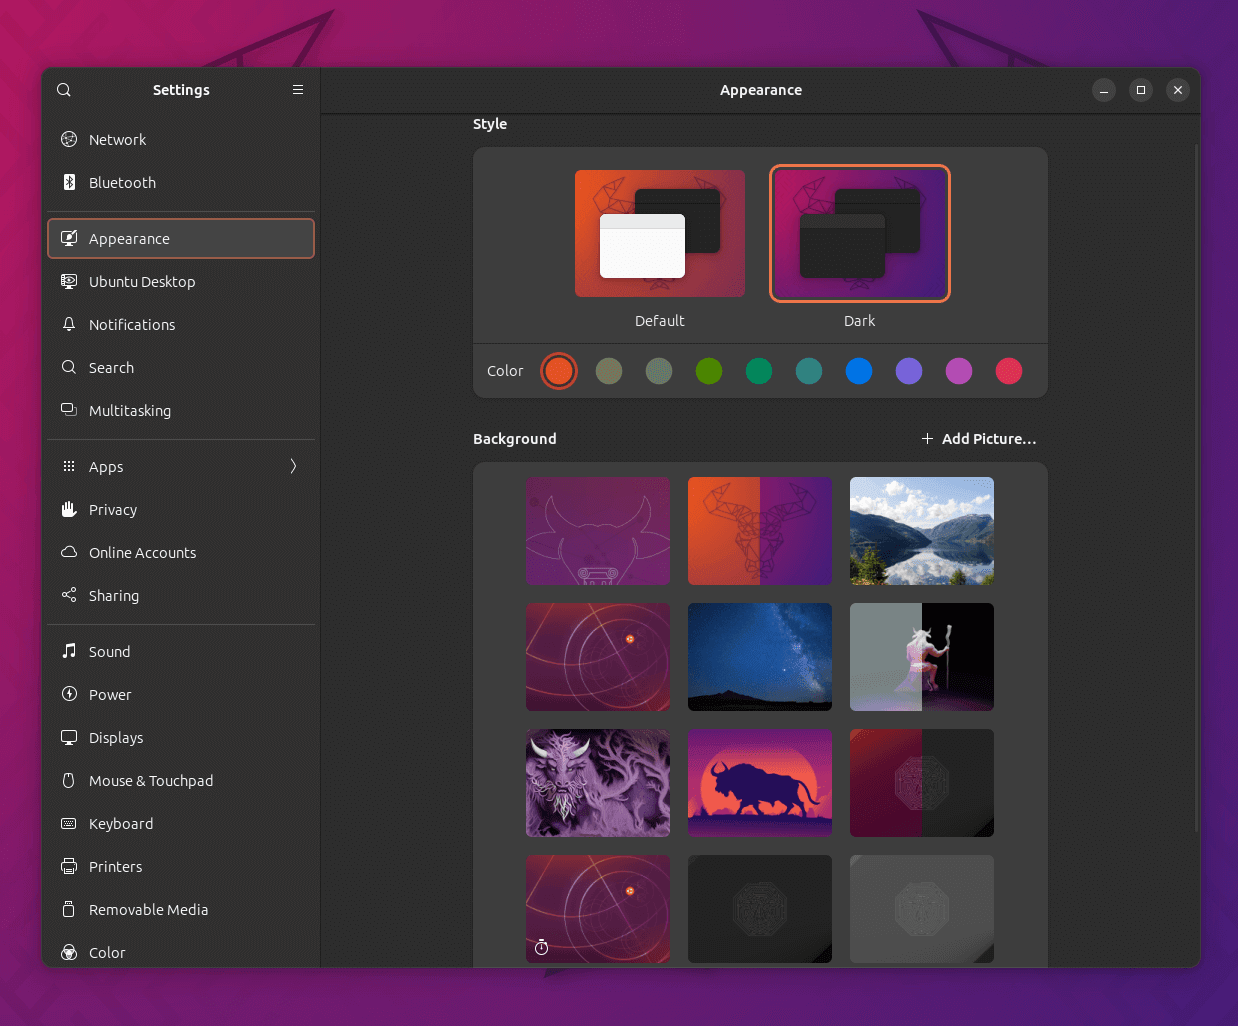 Settings
Appearance
Network
Bluetooth
Appearance
Ubuntu Desktop
Notifications
Search
Multitasking
Apps
Privacy
Online Accounts
Sharing
Sound
Power
Displays
Mouse & Touchpad
Keyboard
Printers
Removable Media
Color
Style
Default
Dark
Color
Background
Add Picture...